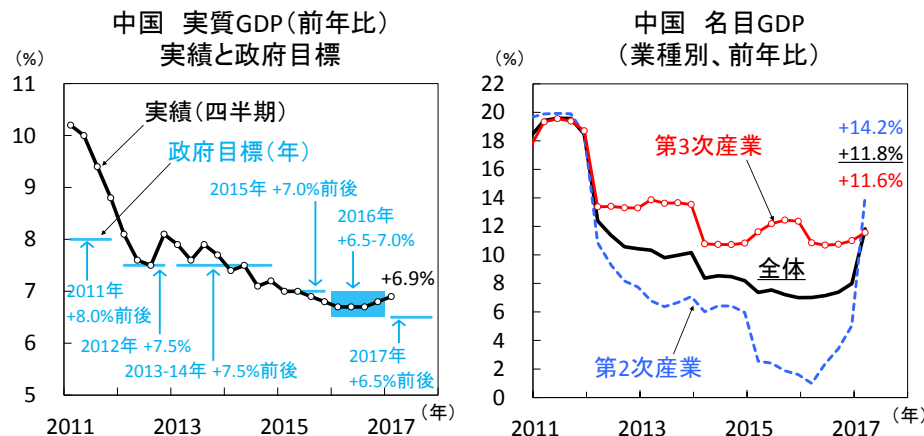 中国　実質GDP（前年比）
実績と政府目標
（%）
11
10
9
8
7
6
5
実績（四半期）
政府目標（年）
2015年 +7.0%前後
2016年
+6.5-7.0%
+6.9%
2011年
+8.0%前後
2012年 +7.5%
2013-14年 +7.5%前後
2017年
+6.5%前後
2011
2013
2015
2017
（年）
中国　名目GDP
（業種別、前年比）
（%）
22
20
18
16
14
12
10
8
6
4
2
0
第3次産業
+14.2%
+11.8%
+11.6%
全体
第2次産業
2011
2013
2015
2017
（年）